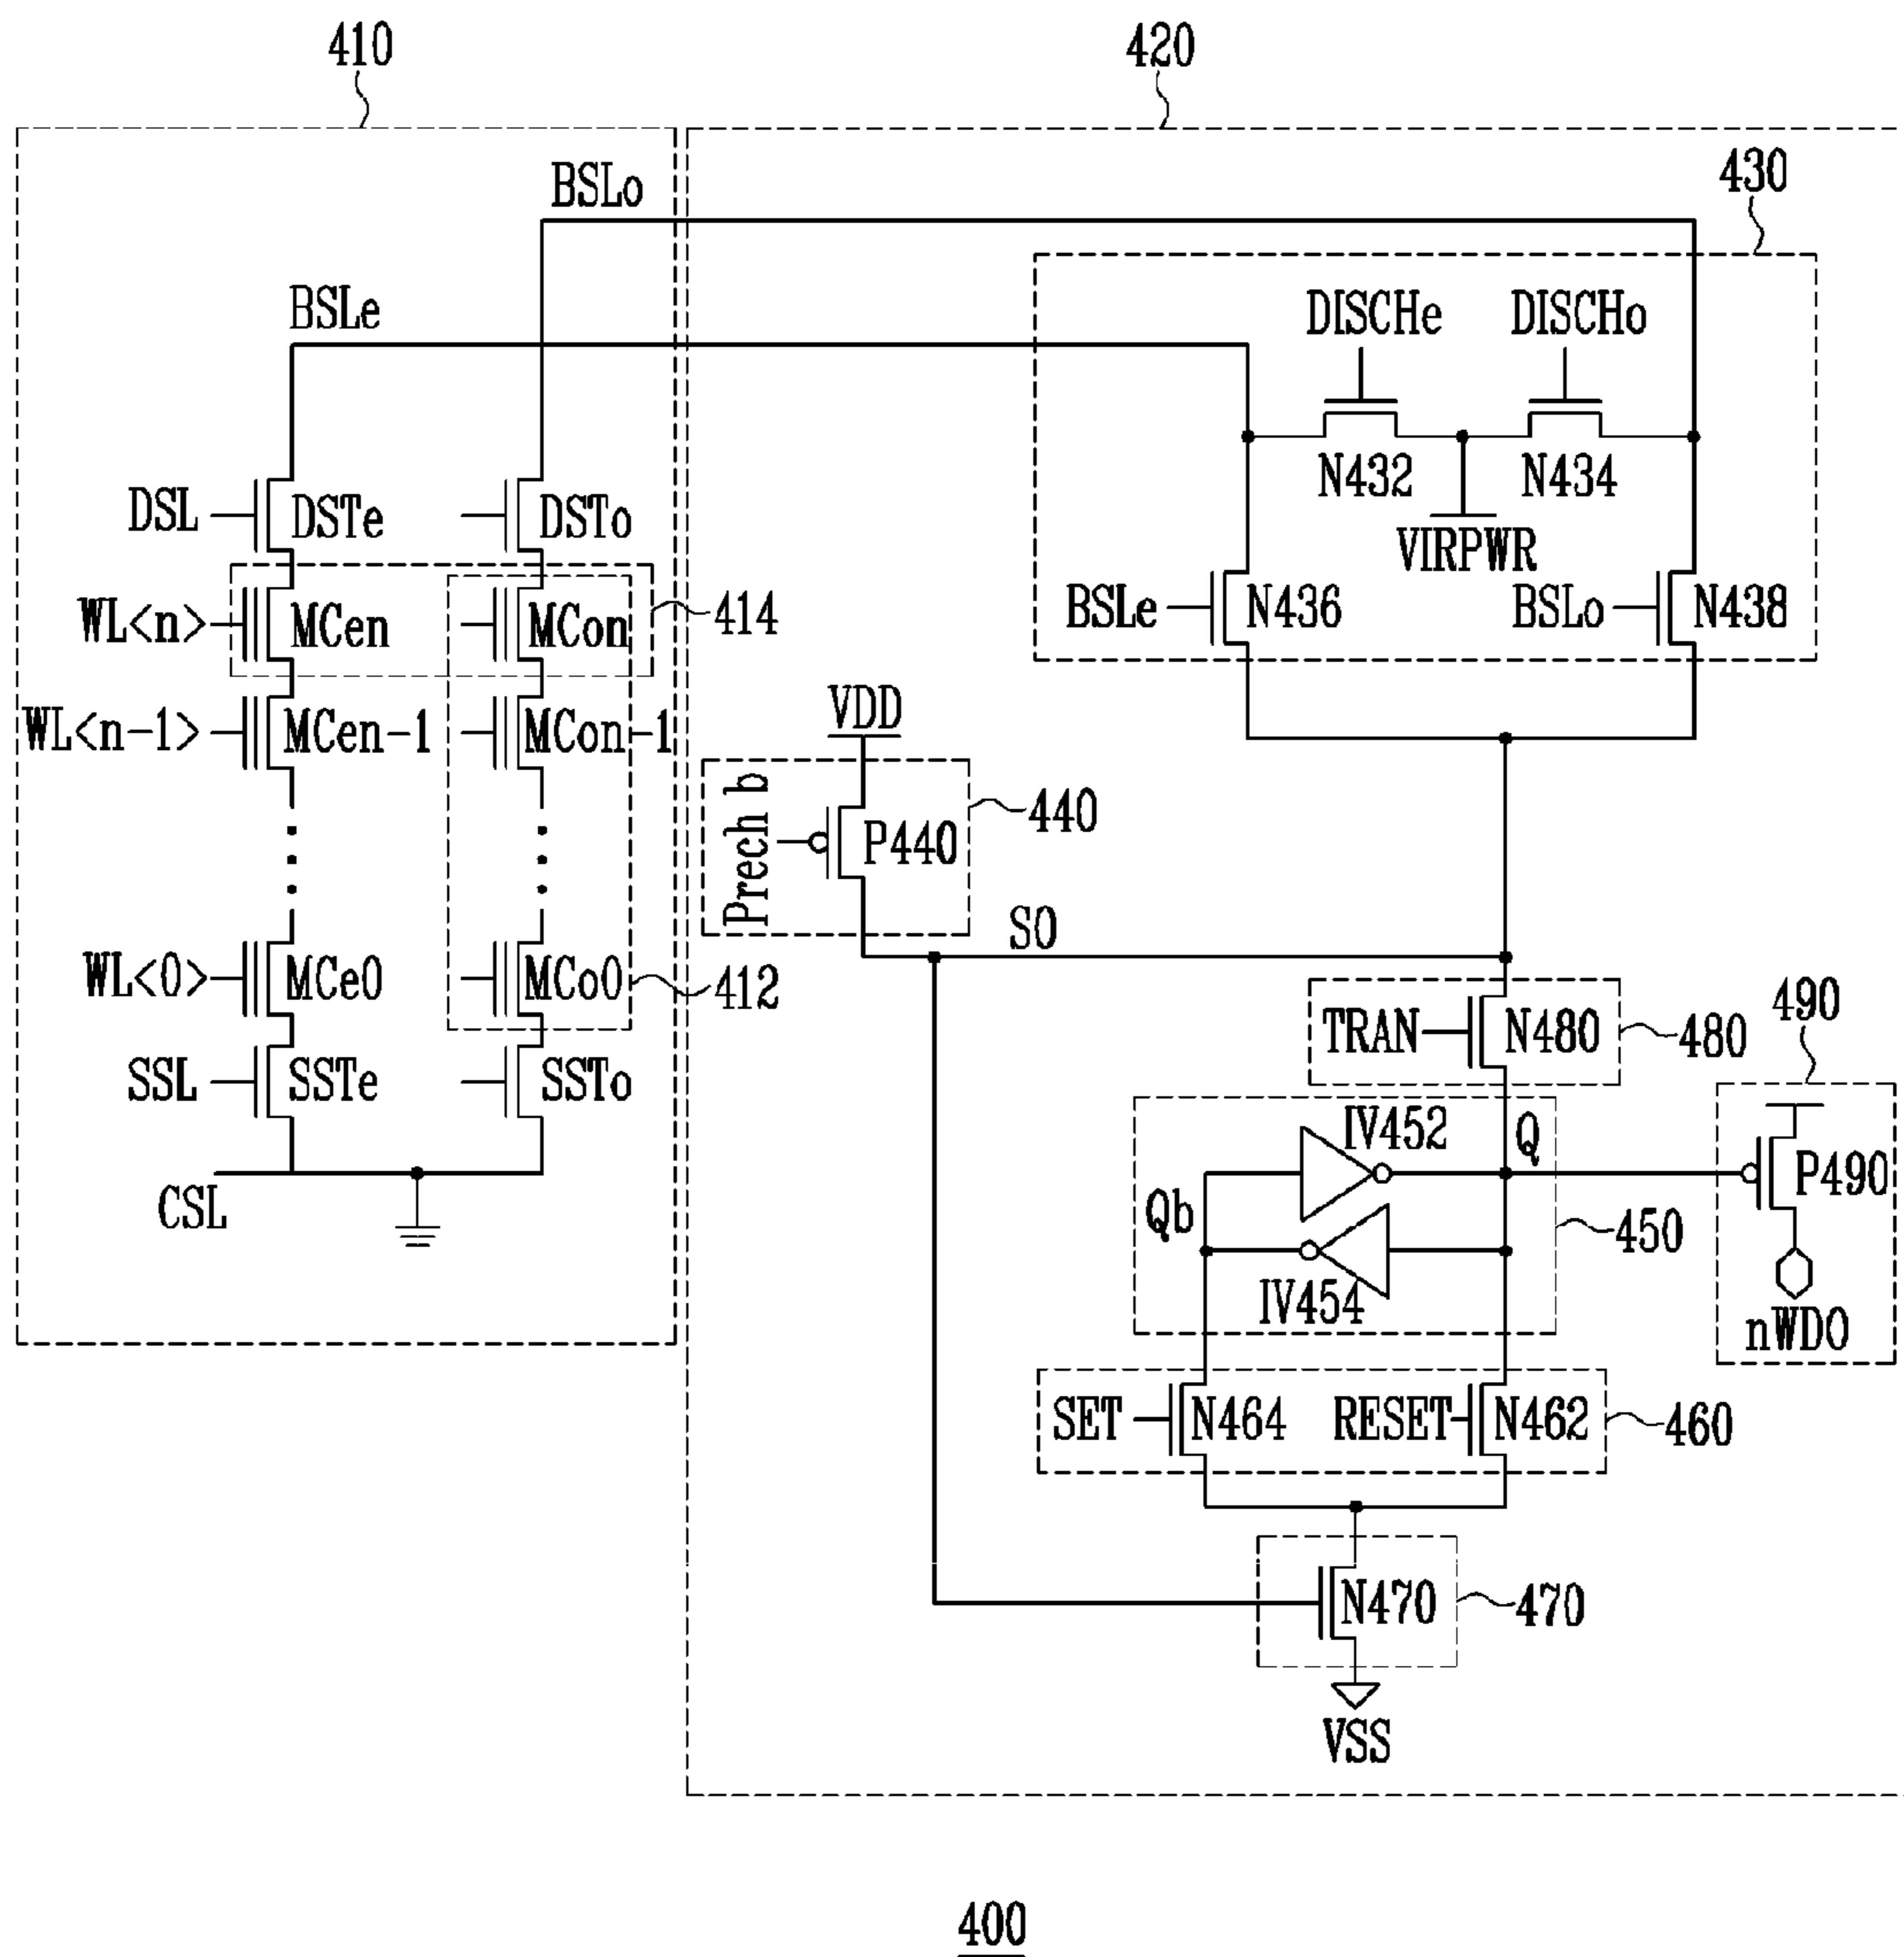 410
420
BSLo
430
BSLe
DISCHe
DISCHo
N432
N434
DSL
DSTe
DSTo
VIRPWR
WL<n>
MCen
MCon
414
BSLe
N436
BSLo
N438
WL<n-1>
MCen-1
MCon-1
VDD
Prech b
P440
440
SO
WL<0>
MCe0
MCo0
412
TRAN
N480
480
490
SSL
SSTe
SSTo
IV452
Q
P490
CSL
Qb
450
IV454
nWDO
SET
N464
RESET
N462
460
N470
470
VSS
400